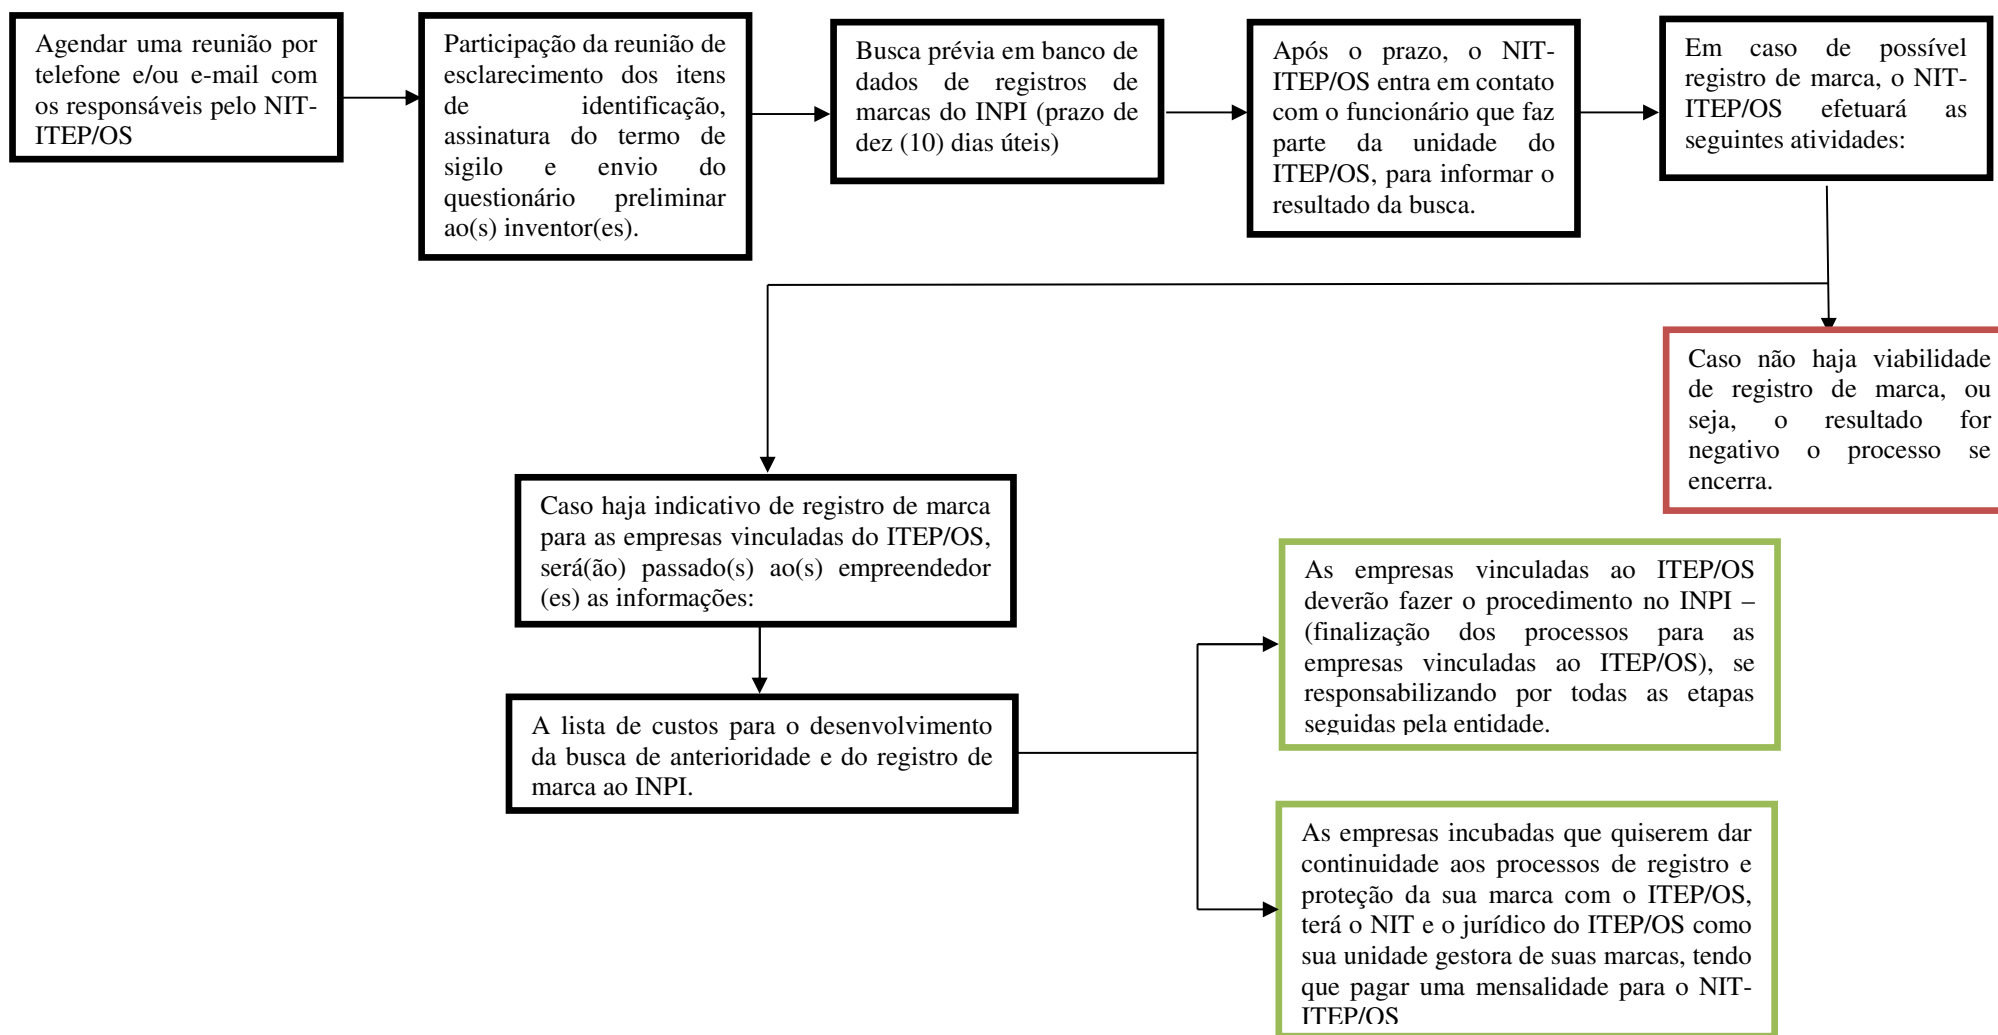 Agendar uma reunião por
telefone e/ou e-mail com
os responsáveis pelo NIT-
ITEP/OS
Participação da reunião de
esclarecimento dos itens
de identificação,
assinatura do termo de
sigilo e envio do
questionário preliminar
ao(s) inventor(es).
Busca prévia em banco de
dados de registros de
marcas do INPI (prazo de
dez (10) dias úteis)
Após o prazo, o NIT-
ITEP/OS entra em contato
com o funcionário que faz
parte da unidade do
ITEP/OS, para informar o
resultado da busca.
Em caso de possível
registro de marca, o NIT-
ITEP/OS efetuará as
seguintes atividades:
Caso não haja viabilidade
de registro de marca, ou
seja, o resultado for
negativo o processo se
encerra.
Caso haja indicativo de registro de marca
para as empresas vinculadas do ITEP/OS,
será(ão) passado(s) ao(s) empreendedor
(es) as informações:
A lista de custos para o desenvolvimento
da busca de anterioridade e do registro de
marca ao INPI.
As empresas vinculadas ao ITEP/OS
deverão fazer o procedimento no INPI –
(finalização dos processos para as
empresas vinculadas ao ITEP/OS), se
responsabilizando por todas as etapas
seguidas pela entidade.
As empresas incubadas que quiserem dar
continuidade aos processos de registro e
proteção da sua marca com o ITEP/OS,
terá o NIT e o jurídico do ITEP/OS como
sua unidade gestora de suas marcas, tendo
que pagar uma mensalidade para o NIT-
ITEP/OS